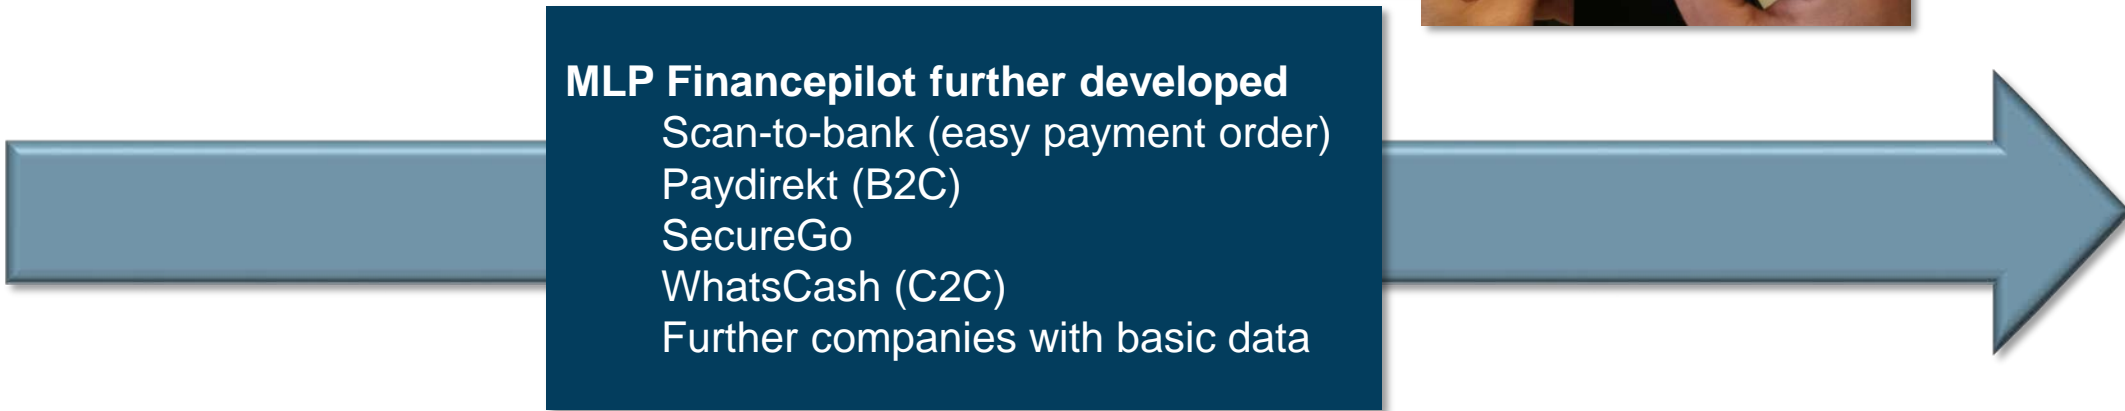 MLP Financepilot further developed
Scan-to-bank (easy payment order)
Paydirekt (B2C)
SecureGo
WhatsCash (C2C)
Further companies with basic data